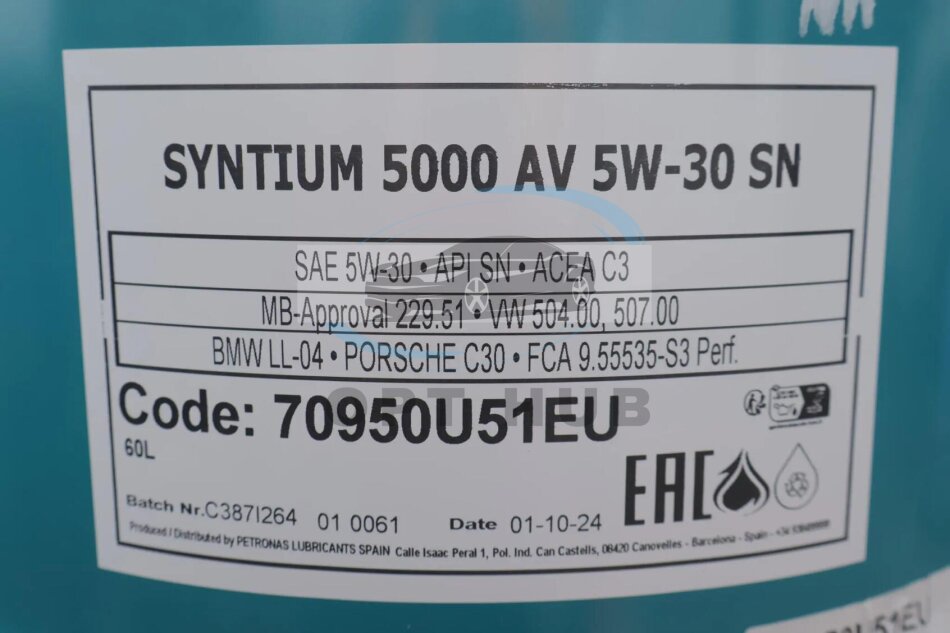 SYNTIUM 5000 AV 5W-30 SN
SAE 5W-30 • API SN • ACEA C3
MB-Approval 229.51 • VW 504.00, 507.00
BMW LL-04 • PORSCHE C30 • FCA 9.55535-S3 Perf.
Code: 70950U51EU
OPT HUB
60L
EAC
Batch Nr.C387I264 01 0061 Date 01-10-24
Produced / Distributed by PETRONAS LUBRICANTS SPAIN Calle Isaac Peral 1, Pol. Ind. Can Castells, 08420 Canovelles - Barcelona - Spain -
51EU